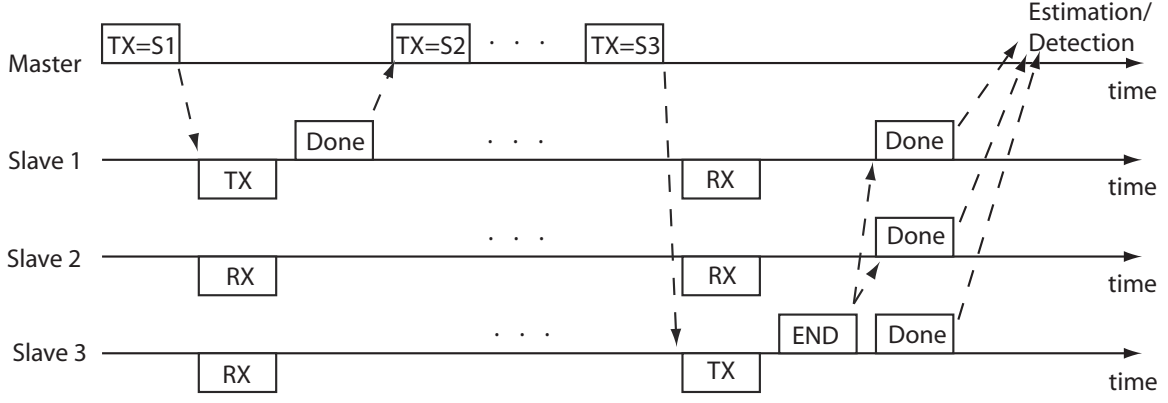 Estimation/
Detection
TX=S1
TX=S2
. . .
TX=S3
Master
time
Done
. . .
Done
Slave 1
TX
RX
time
. . .
Done
Slave 2
RX
RX
time
. . .
END
Done
Slave 3
RX
TX
time